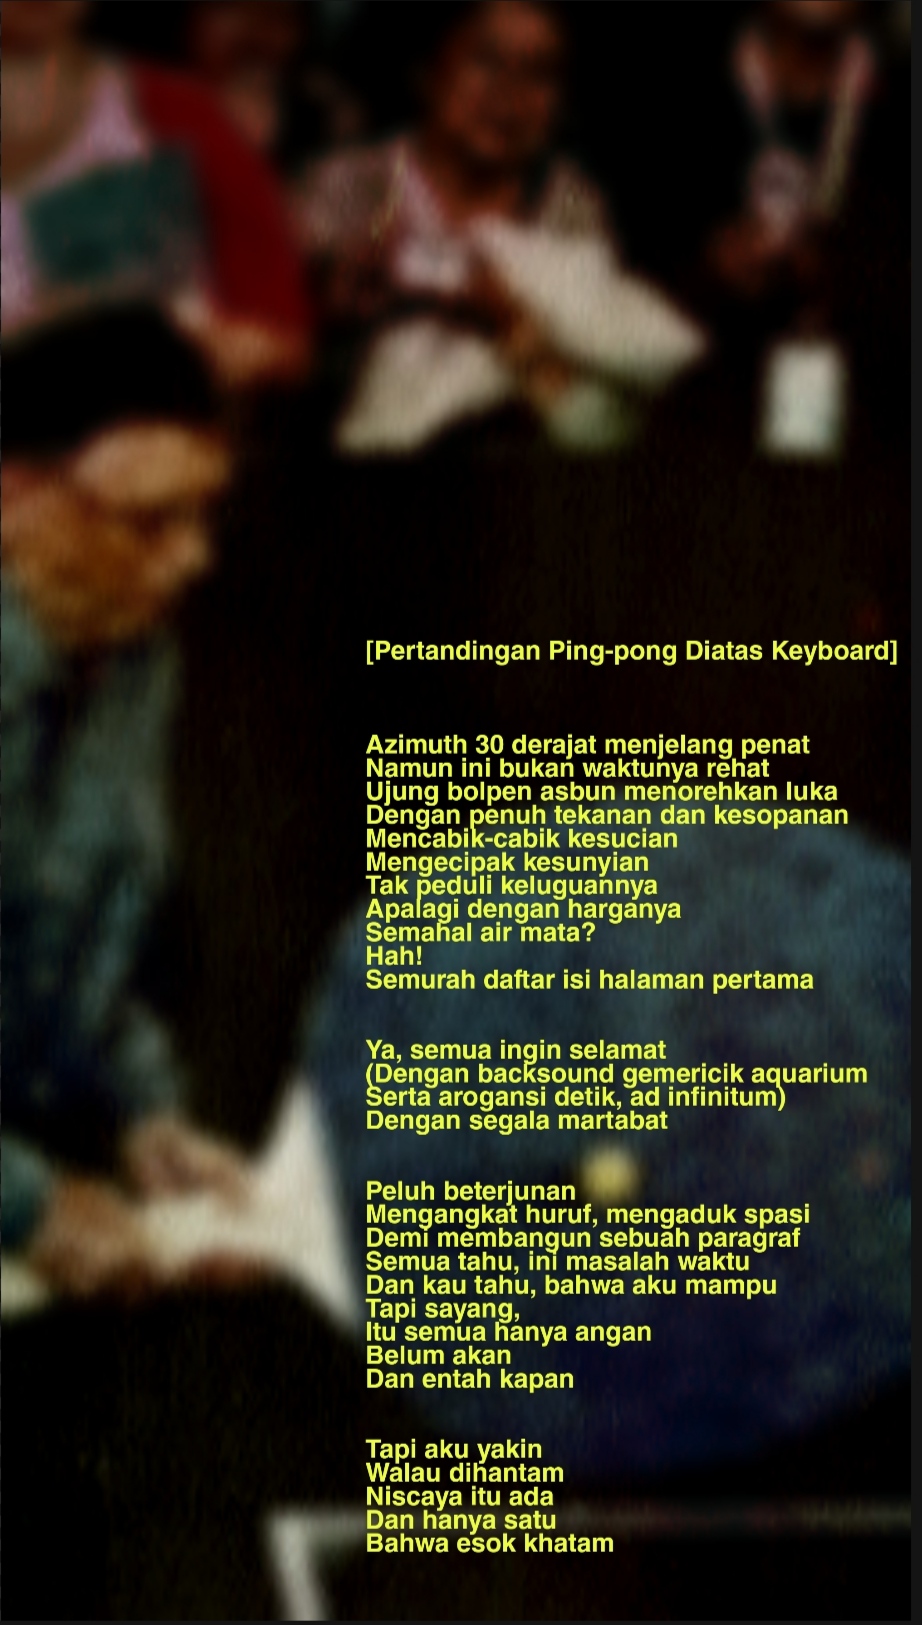 [Pertandingan Ping-pong Diatas Keyboard]
Azimuth 30 derajat menjelang penat
Namun ini bukan waktunya rehat
Ujung bolpen asbun menorehkan luka
Dengan penuh tekanan dan kesopanan
Mencabik-cabik kesucian
Mengecipak kesunyian
Tak peduli keluguannya
Apalagi dengan harganya
Semahal air mata?
Hah!
Semurah daftar isi halaman pertama
Ya, semua ingin selamat
(Dengan backsound gemericik aquarium
Serta arogansi detik, ad infinitum)
Dengan segala martabat
Peluh beterjunan
Mengangkat huruf, mengaduk spasi
Demi membangun sebuah paragraf
Semua tahu, ini masalah waktu
Dan kau tahu, bahwa aku mampu
Tapi sayang,
Itu semua hanya angan
Belum akan
Dan entah kapan
Tapi aku yakin
Walau dihantam
Niscaya itu ada
Dan hanya satu
Bahwa esok khatam